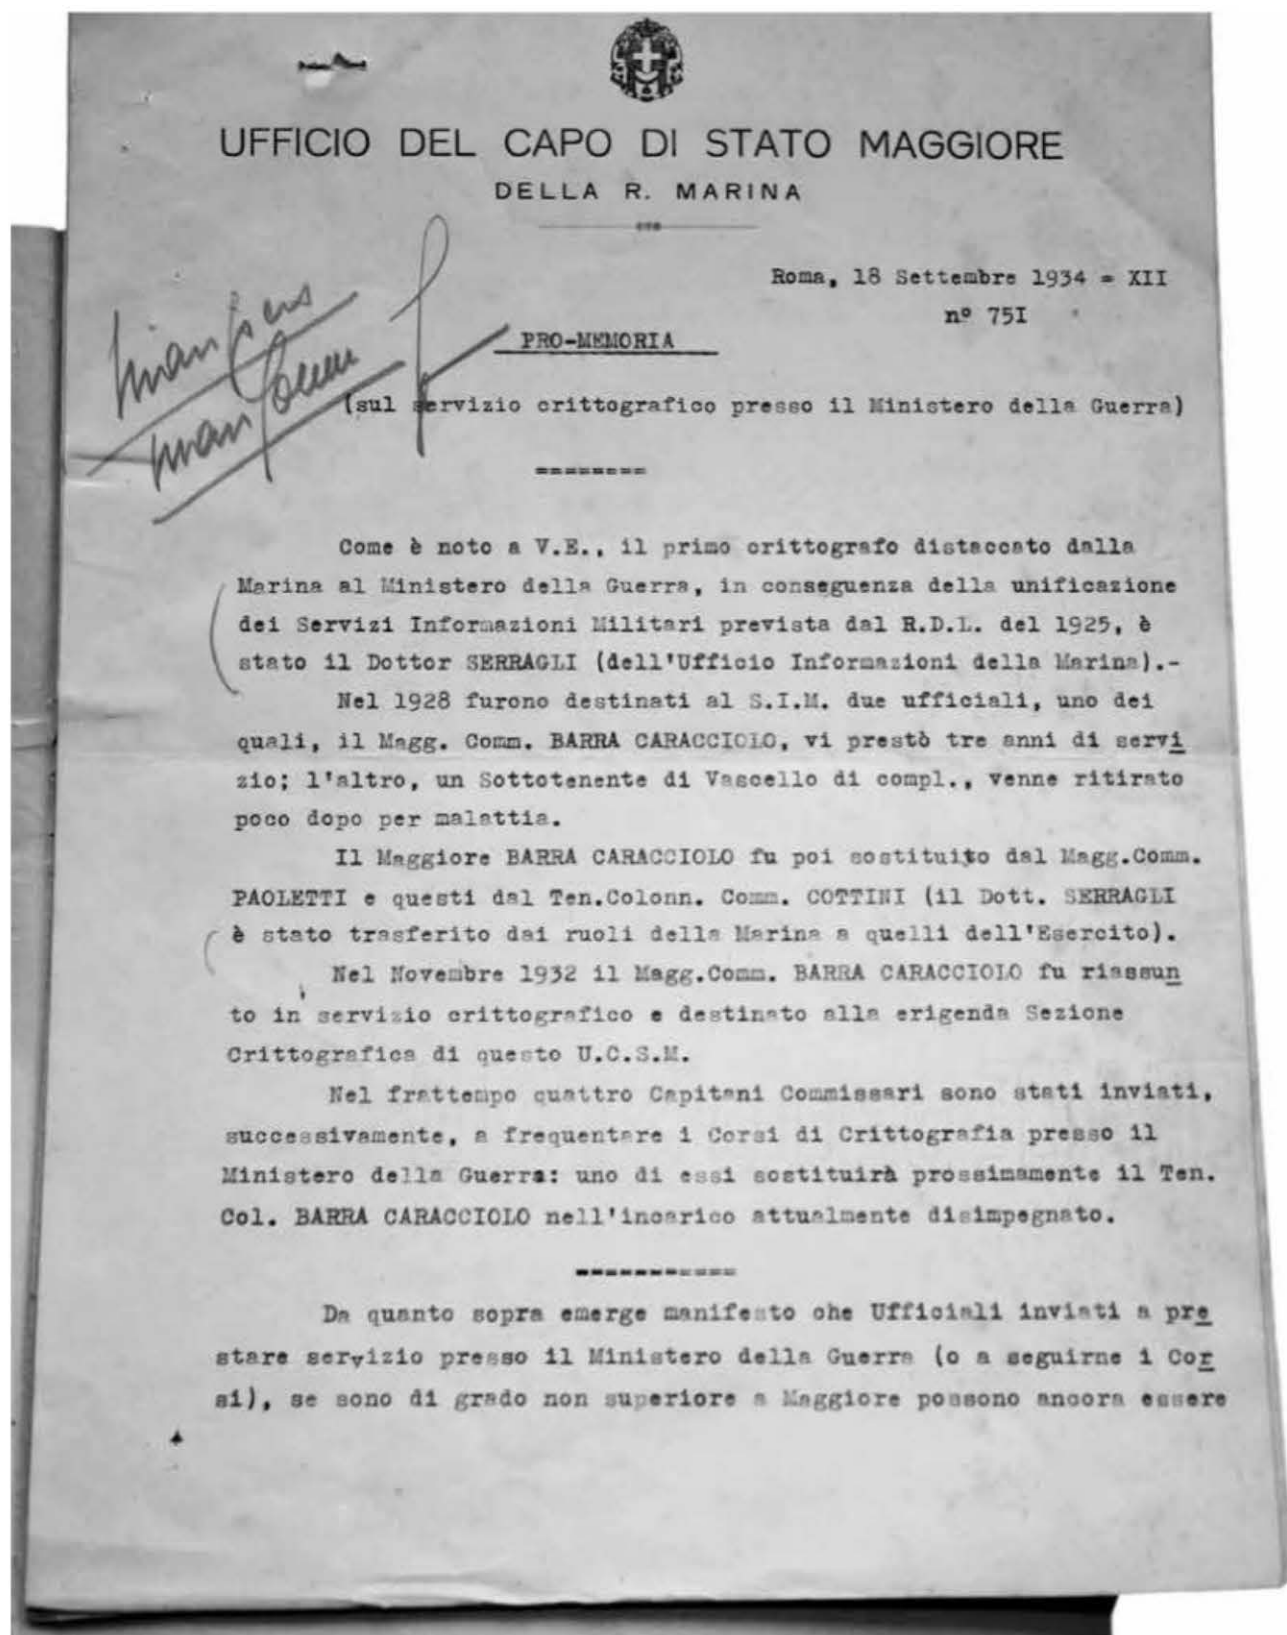 UFFICIO DEL CAPO DI STATO MAGGIORE
DELLA R. MARINA
Roma, 18 Settembre 1934 = XII
nº 75I
PRO-MEMORIA
(sul servizio crittografico presso il Ministero della Guerra)
========
Come è noto a V.E., il primo crittografo distaccato dalla
Marina al Ministero della Guerra, in conseguenza della unificazione
dei Servizi Informazioni Militari prevista dal R.D.L. del 1925, è
stato il Dottor SERRAGLI (dell'Ufficio Informazioni della Marina).-
Nel 1928 furono destinati al S.I.M. due ufficiali, uno dei
quali, il Magg. Comm. BARRA CARACCIOLO, vi prestò tre anni di servi
zio; l'altro, un Sottotenente di Vascello di compl., venne ritirato
poco dopo per malattia.
Il Maggiore BARRA CARACCIOLO fu poi sostituito dal Magg.Comm.
PAOLETTI e questi dal Ten.Colonn. Comm. COTTINI (il Dott. SERRAGLI
è stato trasferito dai ruoli della Marina a quelli dell'Esercito).
Nel Novembre 1932 il Magg.Comm. BARRA CARACCIOLO fu riassun
to in servizio crittografico e destinato alla erigenda Sezione
Crittografica di questo U.C.S.M.
Nel frattempo quattro Capitani Commissari sono stati inviati,
successivamente, a frequentare i Corsi di Crittografia presso il
Ministero della Guerra: uno di essi sostituirà prossimamente il Ten.
Col. BARRA CARACCIOLO nell'incarico attualmente disimpegnato.
===========
Da quanto sopra emerge manifesto che Ufficiali inviati a pre
stare servizio presso il Ministero della Guerra (o a seguirne i Cor
si), se sono di grado non superiore a Maggiore possono ancora essere